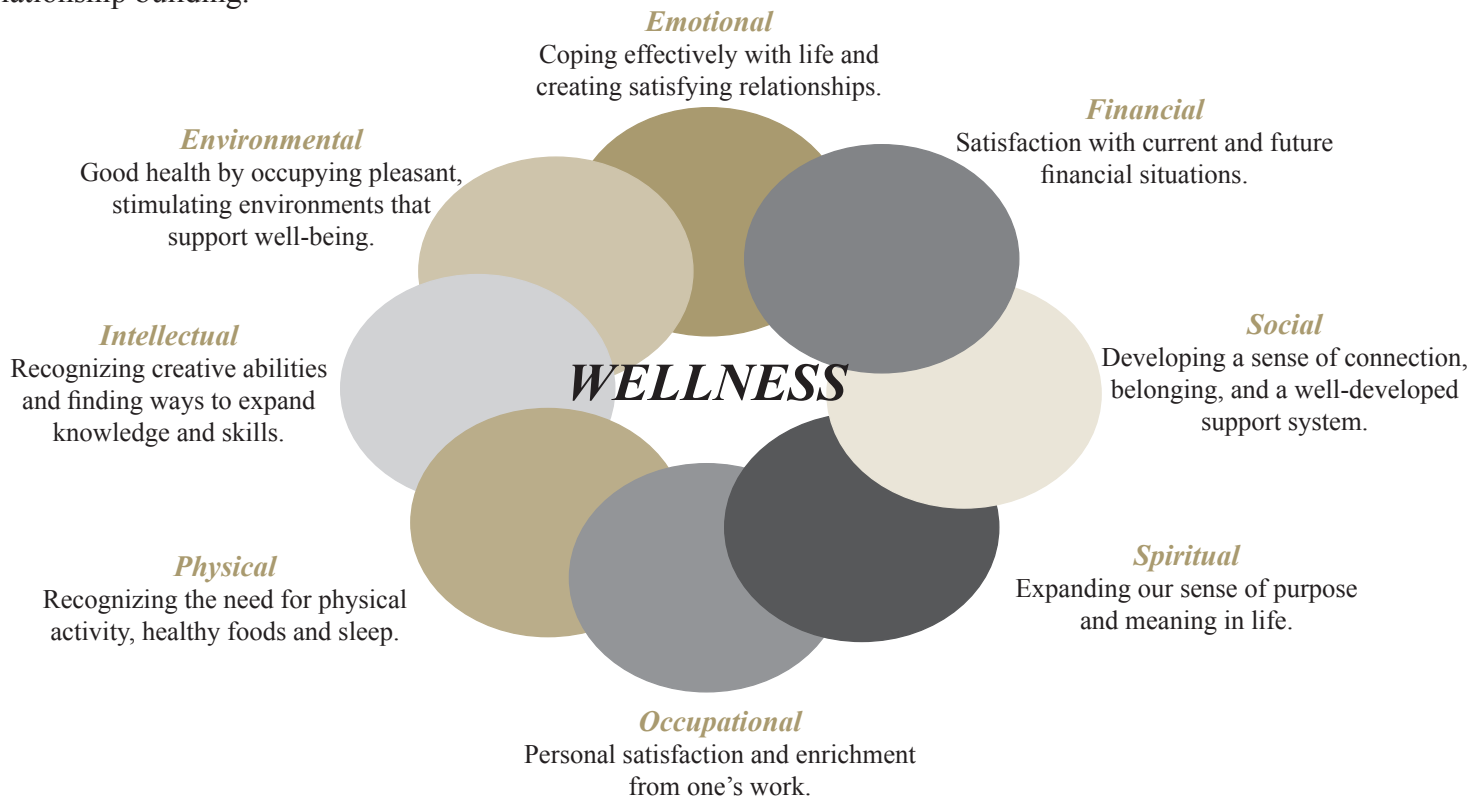 lationship building.
Emotional
Coping effectively with life and
creating satisfying relationships.
Financial
Satisfaction with current and future
financial situations.
Environmental
Good health by occupying pleasant,
stimulating environments that
support well-being.
Social
Developing a sense of connection,
belonging, and a well-developed
support system.
Intellectual
Recognizing creative abilities
and finding ways to expand
knowledge and skills.
WELLNESS
Spiritual
Expanding our sense of purpose
and meaning in life.
Physical
Recognizing the need for physical
activity, healthy foods and sleep.
Occupational
Personal satisfaction and enrichment
from one’s work.